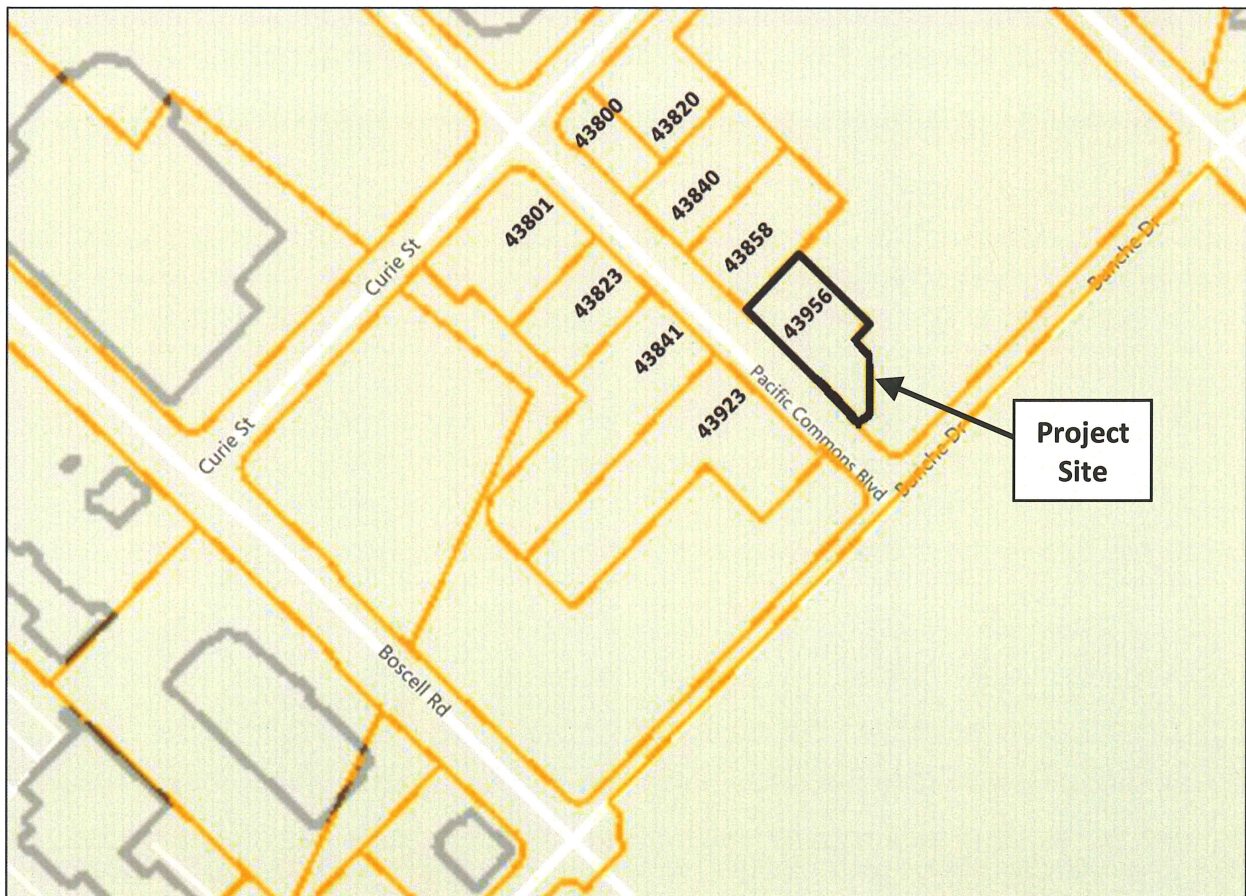 43800
43820
43840
43801
43858
Curie St
43823
Bunche Dr
43956
43841
Pacific Commons Blvd
43923
Project
Site
Curie St
Bunche Dr
Boscell Rd